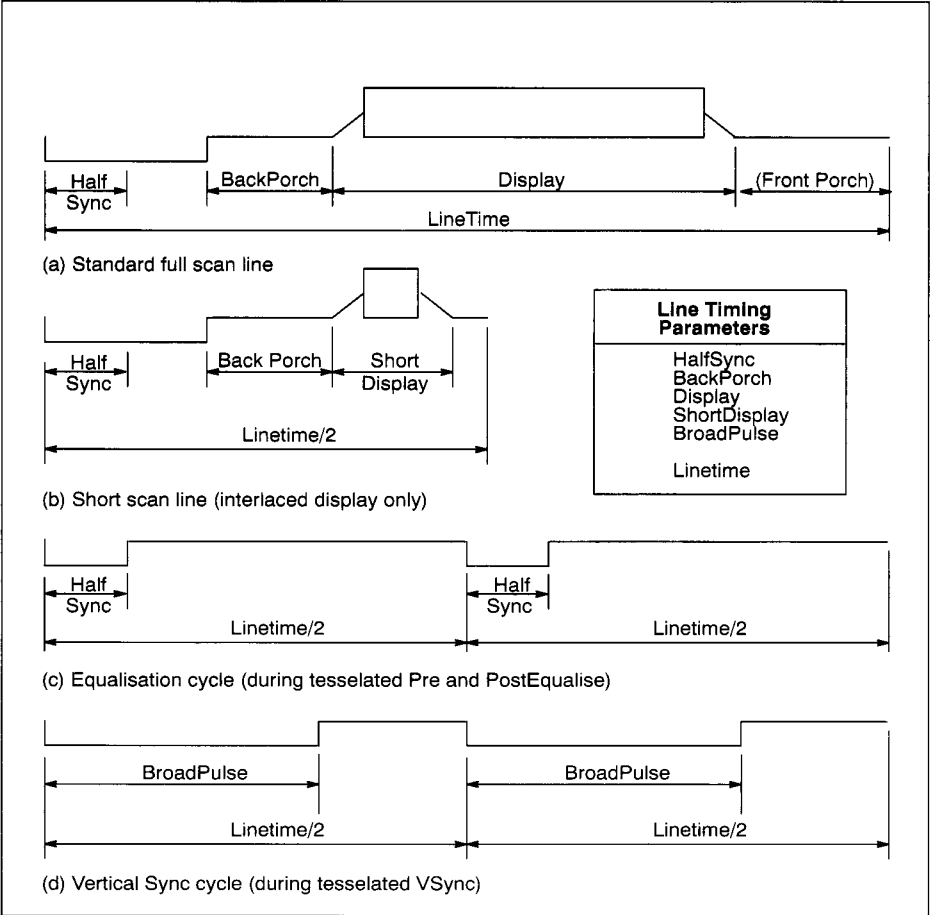 Half
Sync
BackPorch
Display
(Front Porch)
LineTime
(a) Standard full scan line
Half
Sync
Back Porch
Short
Display
Linetime/2
(b) Short scan line (interlaced display only)
Line Timing
Parameters
HalfSync
BackPorch
Display
ShortDisplay
BroadPulse
Linetime
Half
Sync
Half
Sync
Linetime/2
Linetime/2
(c) Equalisation cycle (during tesselated Pre and PostEqualise)
BroadPulse
BroadPulse
Linetime/2
Linetime/2
(d) Vertical Sync cycle (during tesselated VSync)